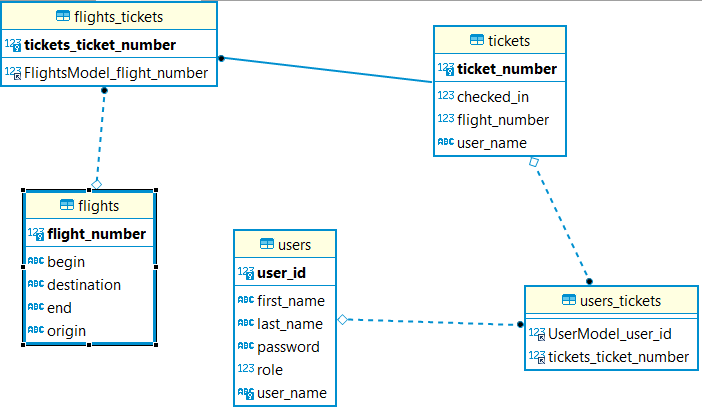 flights_tickets
123 tickets_ticket_number
123 FlightsModel_flight_number
tickets
123 ticket_number
123 checked_in
123 flight_number
ABC user_name
flights
123 flight_number
ABC begin
ABC destination
ABC end
ABC origin
users
123 user_id
ABC first_name
ABC last_name
ABC password
123 role
ABC user_name
users_tickets
123 UserModel_user_id
123 tickets_ticket_number